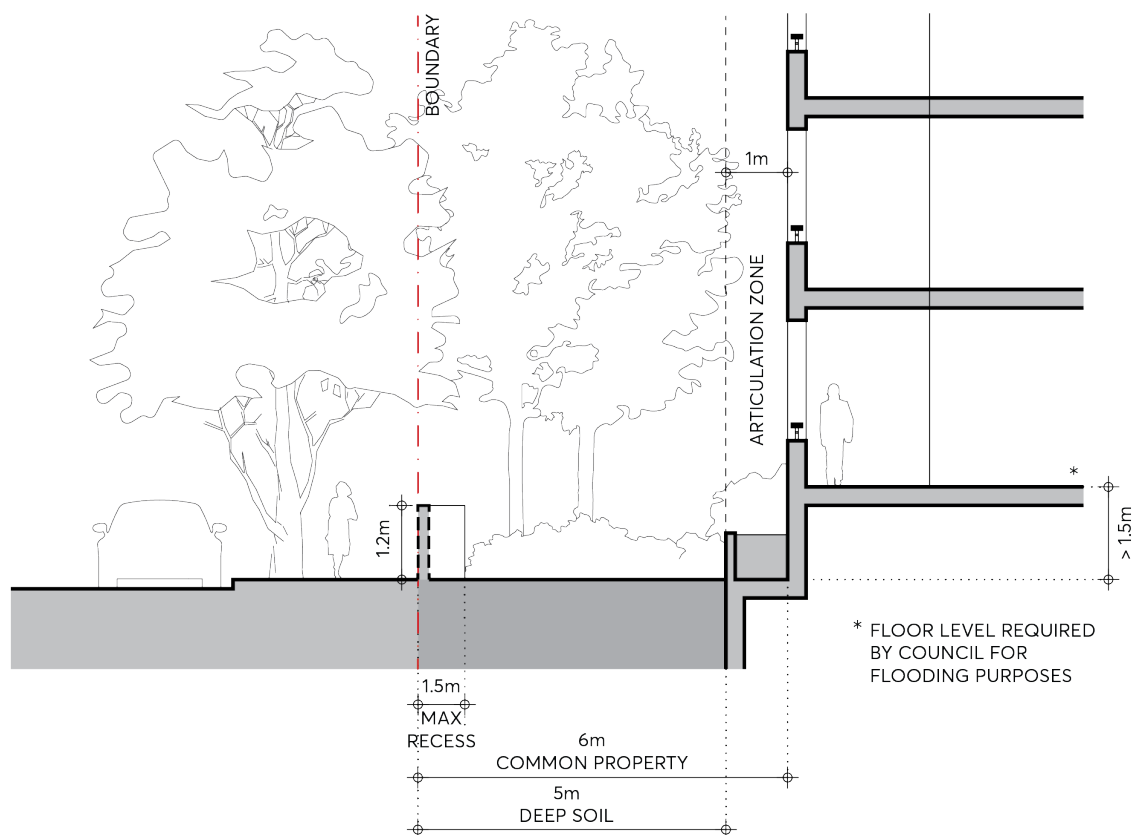 BOUNDARY
1m
ARTICULATION ZONE
*
1.2m
> 1.5m
* FLOOR LEVEL REQUIRED
BY COUNCIL FOR
FLOODING PURPOSES
1.5m
MAX
RECESS
6m
COMMON PROPERTY
5m
DEEP SOIL